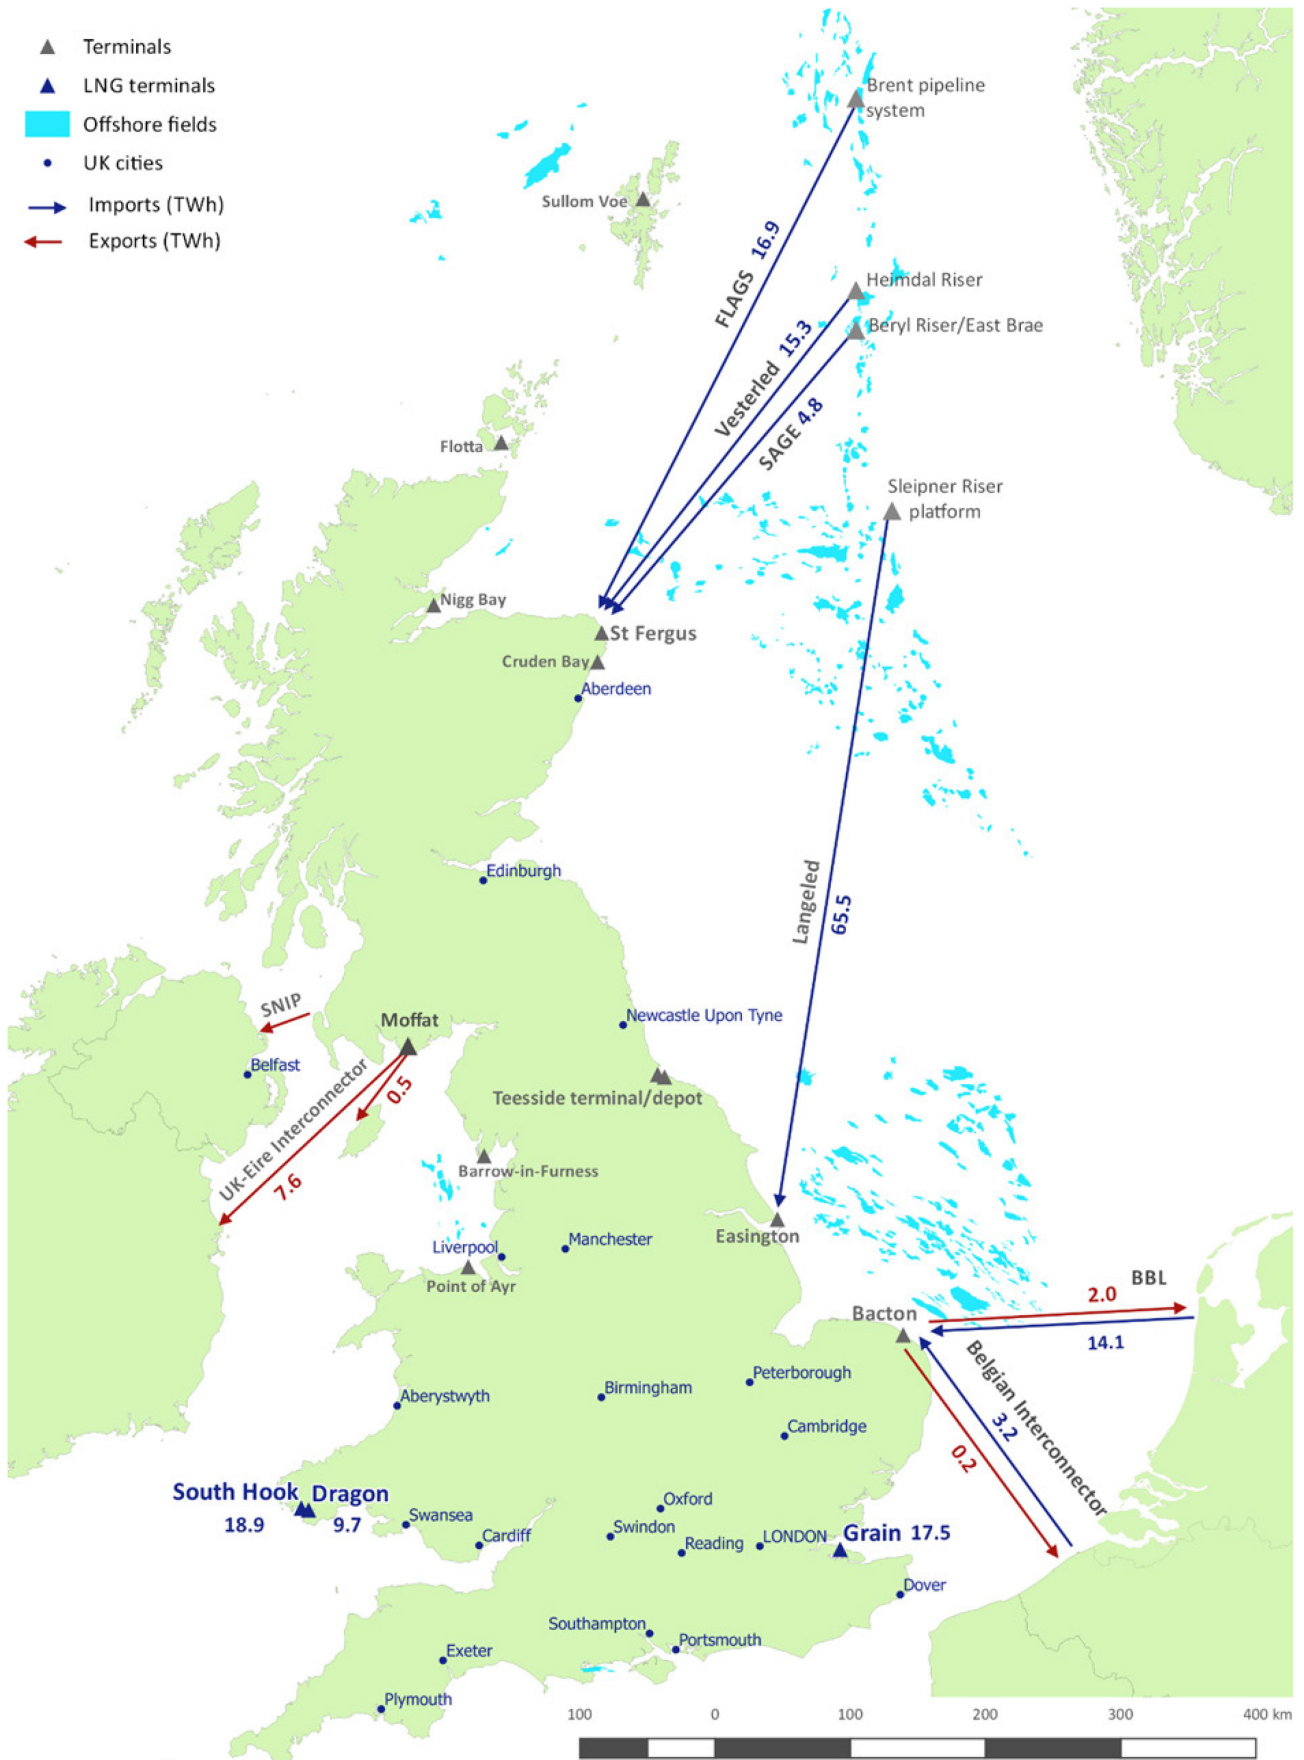 Terminals
LNG terminals
Offshore fields
UK cities
Imports (TWh)
Exports (TWh)
Brent pipeline
system
Sullom Voe
FLAGS 16.9
Heimdal Riser
Beryl Riser/East Brae
Vesterled 15.3
SAGE 4.8
Flotta
Sleipner Riser
platform
Nigg Bay
St Fergus
Cruden Bay
Aberdeen
Edinburgh
Langeled
65.5
SNIP
Moffat
Newcastle Upon Tyne
Belfast
UK-Eire Interconnector
0.5
7.6
Teesside terminal/depot
Barrow-in-Furness
Easington
Liverpool
Manchester
Point of Ayr
BBL
2.0
14.1
Bacton
Belgian Interconnector
3.2
0.2
Peterborough
Birmingham
Aberystwyth
Cambridge
South Hook
18.9
Dragon
9.7
Swansea
Cardiff
Oxford
Swindon
Reading
LONDON
Grain 17.5
Dover
Southampton
Portsmouth
Exeter
Plymouth
100 0 100 200 300 400 km